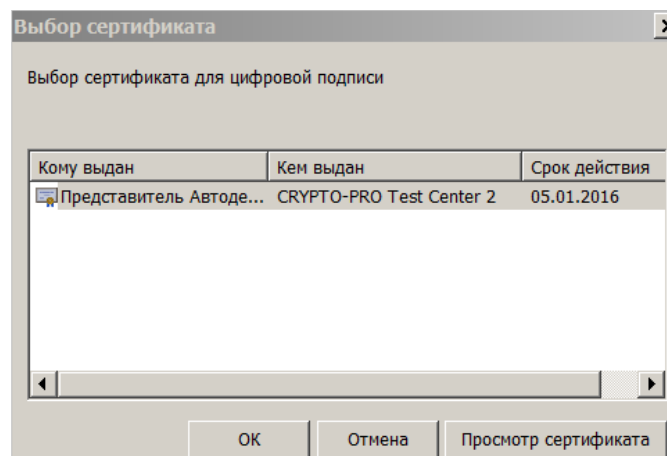 Выбор сертификата
Выбор сертификата для цифровой подписи
Кому выдан Кем выдан Срок действия
Представитель Автоде... CRYPTO-PRO Test Center 2 05.01.2016
ОК Отмена Просмотр сертификата